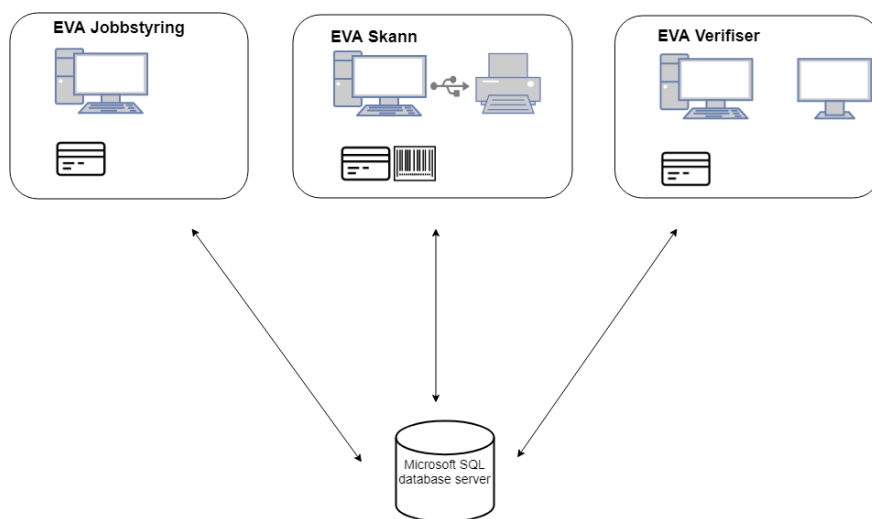 EVA Jobbstyring
EVA Skann
EVA Verifiser
Microsoft SQL
database server